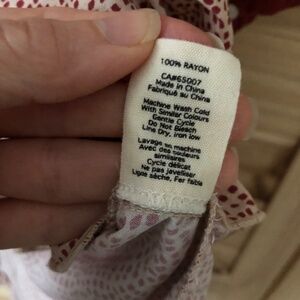 100% RAYON
CA#65007
Made in China
Fabriqué au China
Machine Wash Cold
With Similar Colours
Gentle Cycle
Do Not Bleach
Line Dry, iron low
Lavage en machine
Avec des couleurs
similaires
Cycle délicat
Ne pas javelliser
Ligne sèche, Fer faible